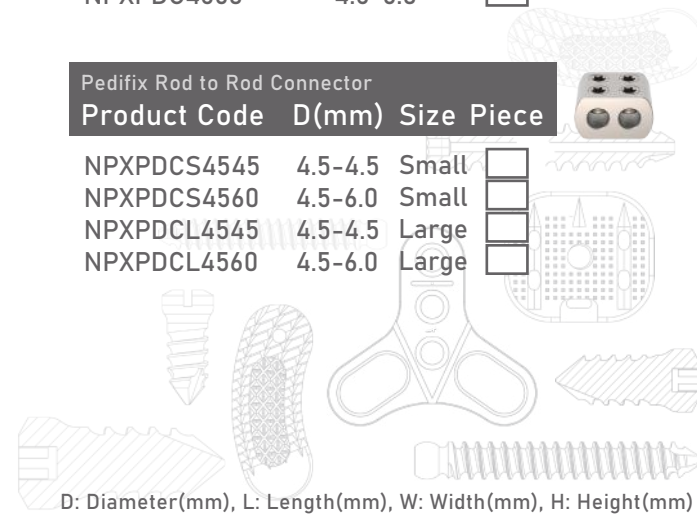 Pedifix Rod to Rod Connector
Product Code D(mm) Size Piece
NPXPDCS4545 4.5-4.5 Small
NPXPDCS4560 4.5-6.0 Small
NPXPDCL4545 4.5-4.5 Large
NPXPDCL4560 4.5-6.0 Large
D: Diameter(mm), L: Length(mm), W: Width(mm), H: Height(mm)